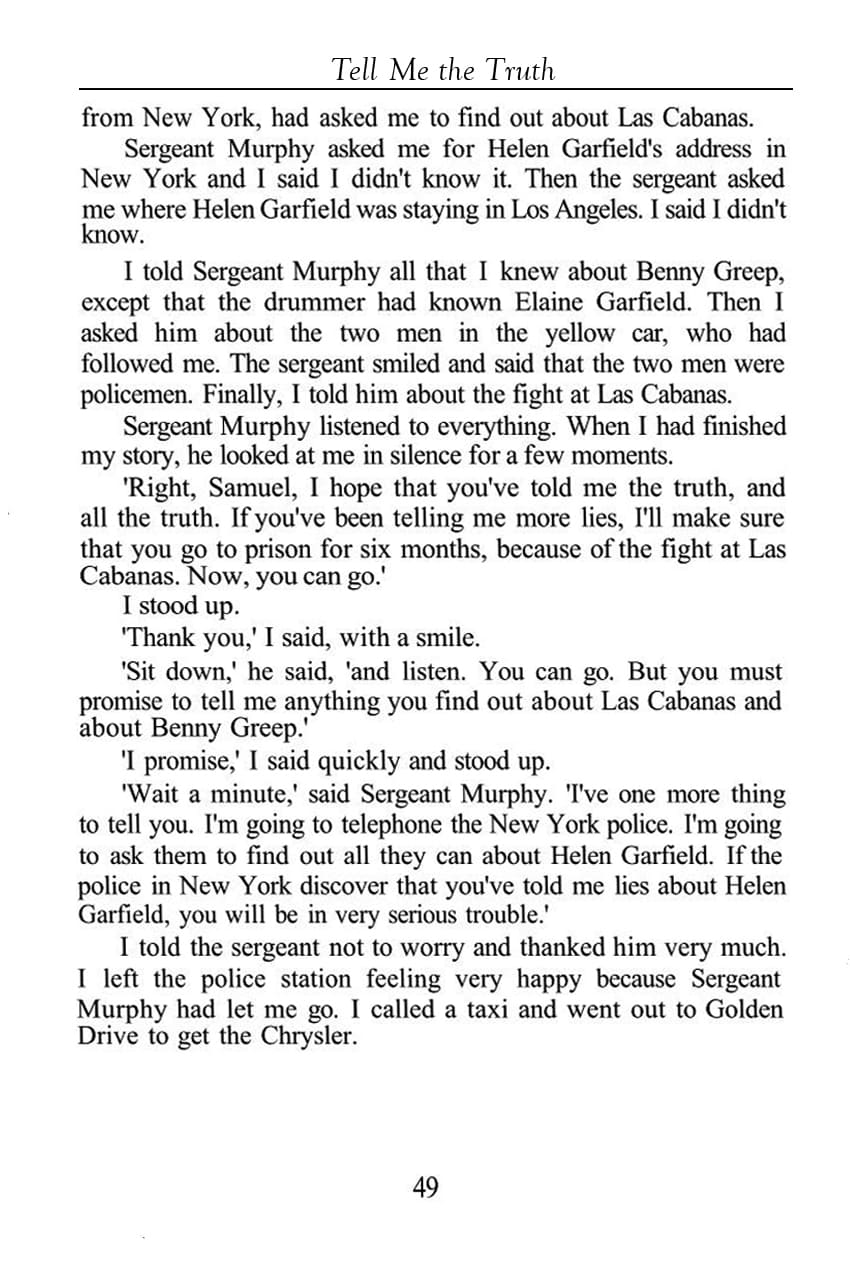 Tell Me the Truth
from New York, had asked me to find out about Las Cabanas.
Sergeant Murphy asked me for Helen Garfield's address in
New York and I said I didn't know it. Then the sergeant asked
me where Helen Garfield was staying in Los Angeles. I said I didn't
know.
I told Sergeant Murphy all that I knew about Benny Greep,
except that the drummer had known Elaine Garfield. Then I
asked him about the two men in the yellow car, who had
followed me. The sergeant smiled and said that the two men were
policemen. Finally, I told him about the fight at Las Cabanas.
Sergeant Murphy listened to everything. When I had finished
my story, he looked at me in silence for a few moments.
'Right, Samuel, I hope that you've told me the truth, and
all the truth. If you've been telling me more lies, I'll make sure
that you go to prison for six months, because of the fight at Las
Cabanas. Now, you can go.'
I stood up.
'Thank you,' I said, with a smile.
'Sit down,' he said, 'and listen. You can go. But you must
promise to tell me anything you find out about Las Cabanas and
about Benny Greep.'
'I promise,' I said quickly and stood up.
'Wait a minute,' said Sergeant Murphy. 'I've one more thing
to tell you. I'm going to telephone the New York police. I'm going
to ask them to find out all they can about Helen Garfield. If the
police in New York discover that you've told me lies about Helen
Garfield, you will be in very serious trouble.'
I told the sergeant not to worry and thanked him very much.
I left the police station feeling very happy because Sergeant
Murphy had let me go. I called a taxi and went out to Golden
Drive to get the Chrysler.
49